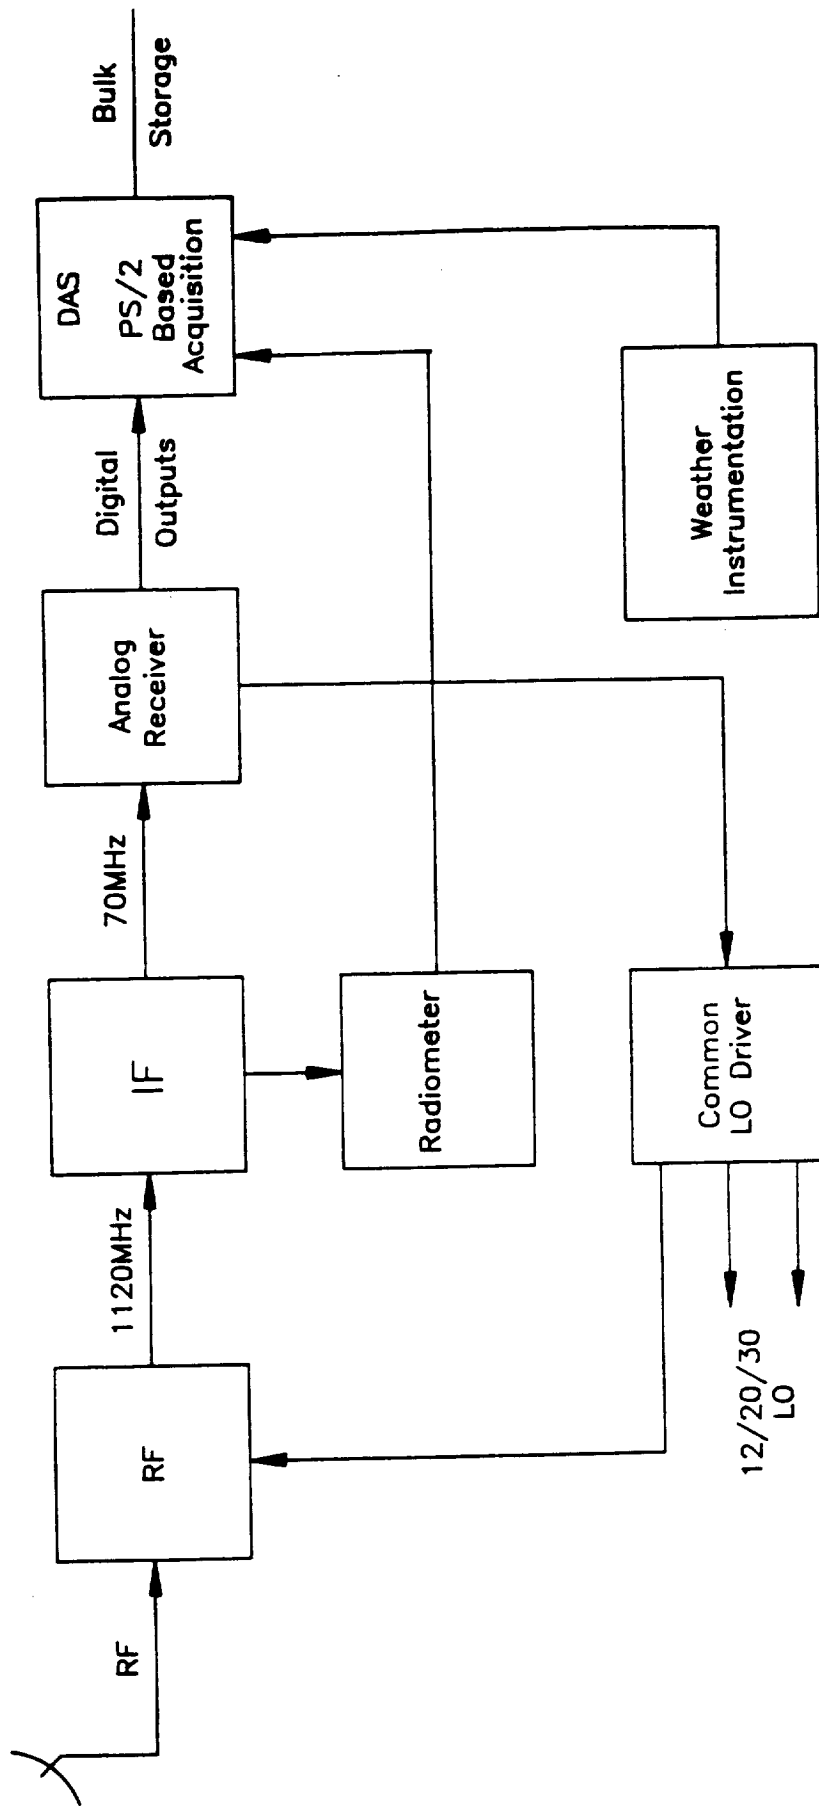 RF
RF
1120MHz
IF
70MHz
Analog
Receiver
Digital
Outputs
DAS
PS/2
Based
Acquisition
Bulk
Storage
Radiometer
12/20/30
LO
Common
LO Driver
Weather
Instrumentation